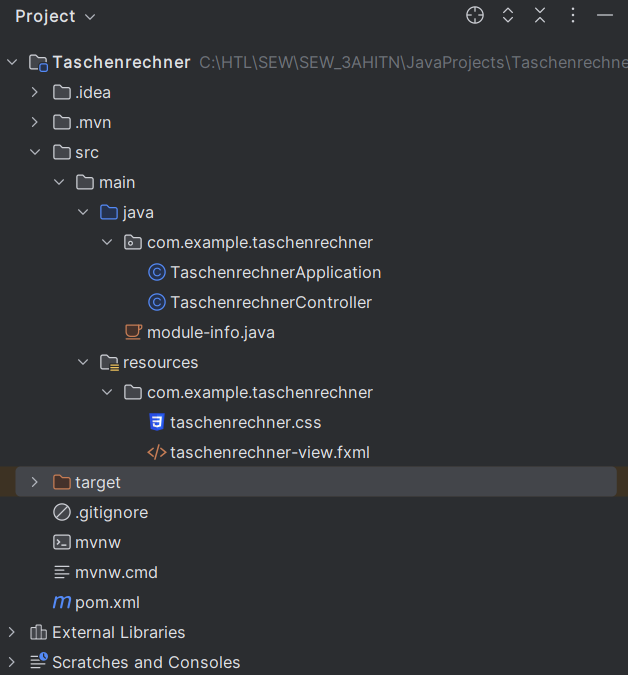 Project
Taschenrechner C:\HTL\SEW\SEW_3AHITN\JavaProjects\Taschenrechne
.idea
.mvn
src
main
java
com.example.taschenrechner
TaschenrechnerApplication
TaschenrechnerController
module-info.java
resources
com.example.taschenrechner
taschenrechner.css
taschenrechner-view.fxml
target
.gitignore
mvnw
mvnw.cmd
pom.xml
External Libraries
Scratches and Consoles